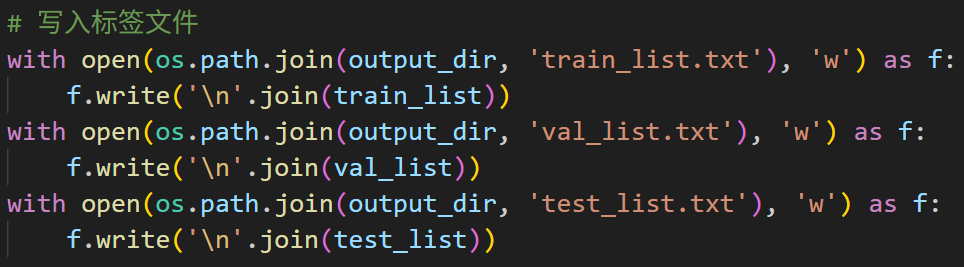 # 写入标签文件
with open(os.path.join(output_dir, 'train_list.txt'), 'w') as f:
    f.write('\n'.join(train_list))
with open(os.path.join(output_dir, 'val_list.txt'), 'w') as f:
    f.write('\n'.join(val_list))
with open(os.path.join(output_dir, 'test_list.txt'), 'w') as f:
    f.write('\n'.join(test_list))